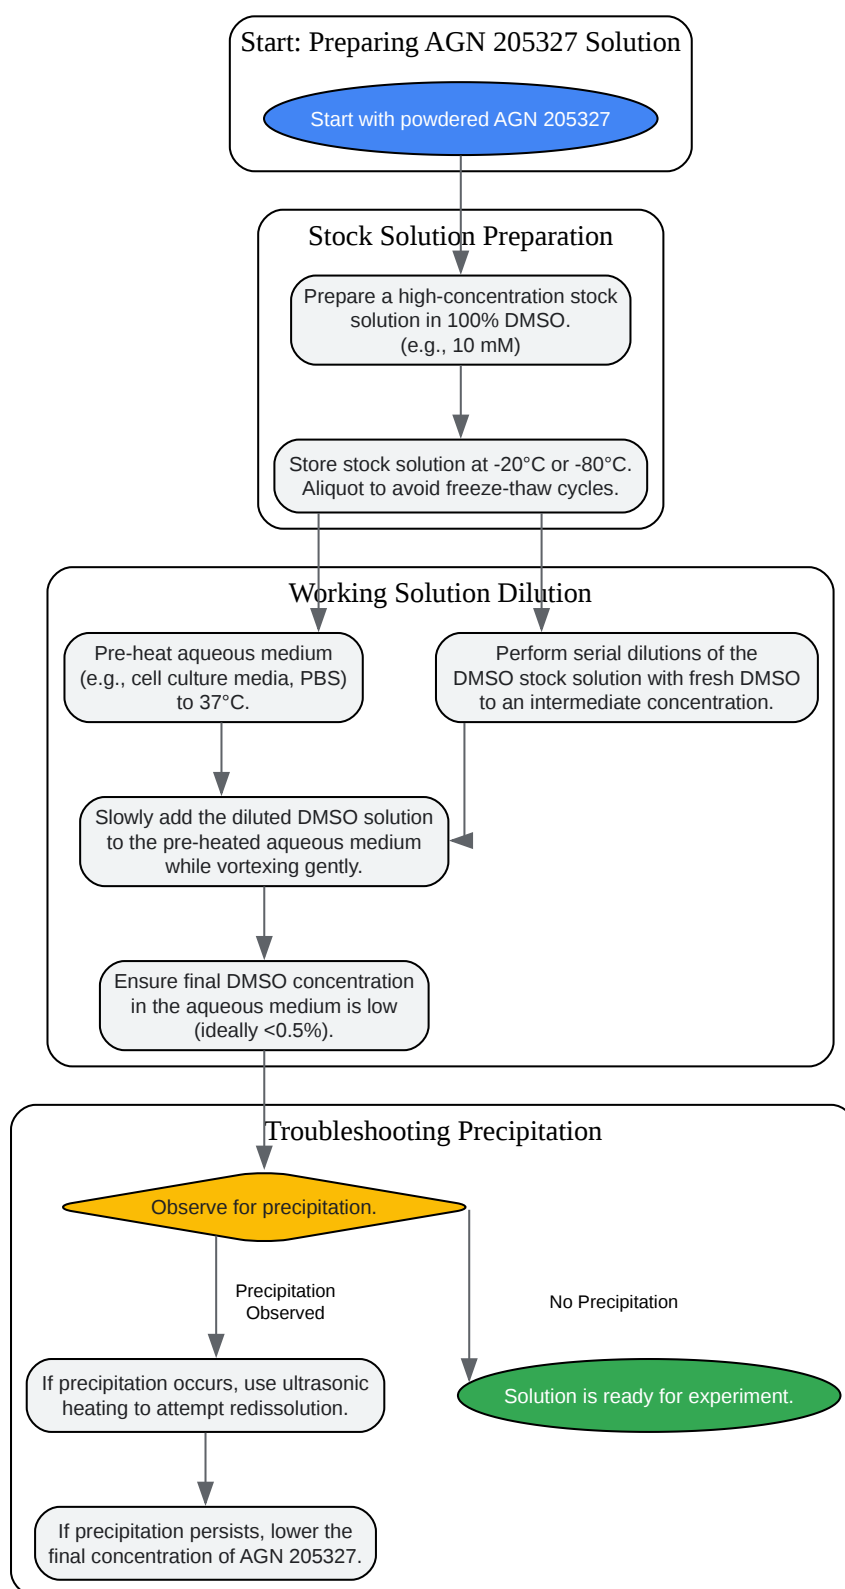 Start: Preparing AGN 205327 Solution
Start with powdered AGN 205327
Stock Solution Preparation
Prepare a high-concentration stock
solution in 100% DMSO.
(e.g., 10 mM)
Store stock solution at -20°C or -80°C.
Aliquot to avoid freeze-thaw cycles.
Working Solution Dilution
Pre-heat aqueous medium
(e.g., cell culture media, PBS)
to 37°C.
Perform serial dilutions of the
DMSO stock solution with fresh DMSO
to an intermediate concentration.
Slowly add the diluted DMSO solution
to the pre-heated aqueous medium
while vortexing gently.
Ensure final DMSO concentration
in the aqueous medium is low
(ideally <0.5%).
Troubleshooting Precipitation
Observe for precipitation.
Precipitation
Observed
No Precipitation
If precipitation occurs, use ultrasonic
heating to attempt redissolution.
Solution is ready for experiment.
If precipitation persists, lower the
final concentration of AGN 205327.